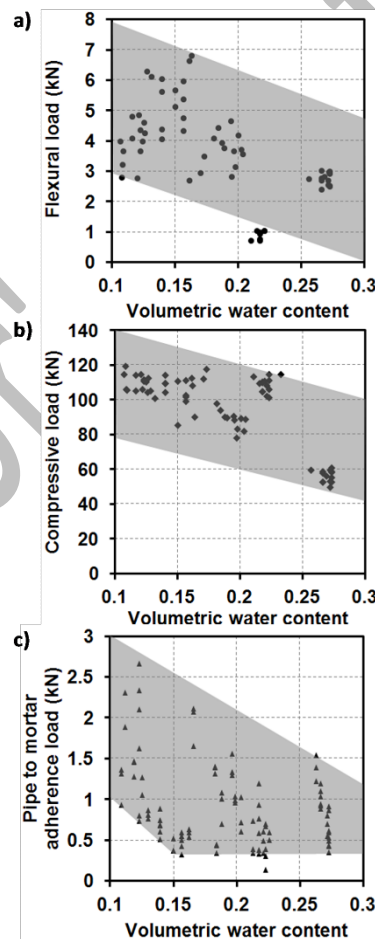 a)
Flexural load (kN)
8
7
6
5
4
3
2
1
0
0.1 0.15 0.2 0.25 0.3
Volumetric water content
b)
Compressive load (kN)
140
120
100
80
60
40
20
0
0.1 0.15 0.2 0.25 0.3
Volumetric water content
c)
Pipe to mortar
adherence load (kN)
3
2.5
2
1.5
1
0.5
0
0.1 0.15 0.2 0.25 0.3
Volumetric water content